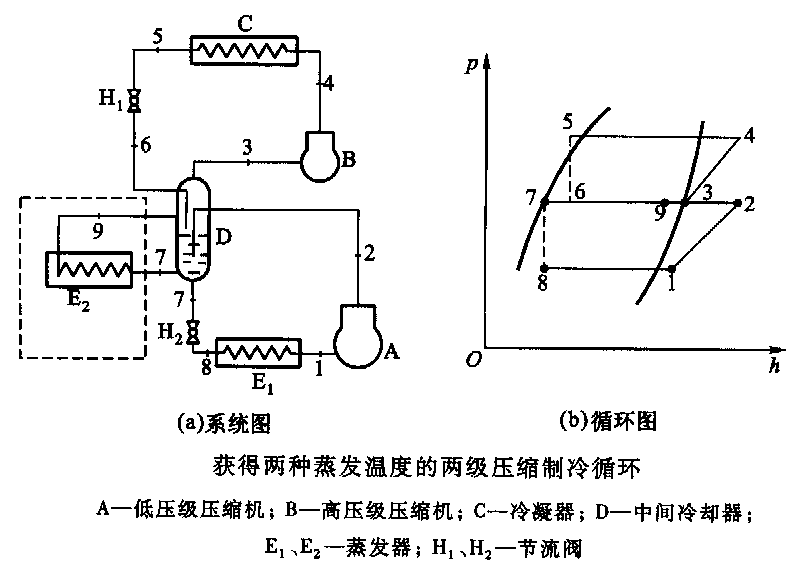 C
5
4
H₁
6
3
B
9
D
7
2
E₂
7
H₂
8
1
A
E₁
(a)系统图
p
5
4
7
6
9
3
2
8
1
O
h
(b)循环图
获得两种蒸发温度的两级压缩制冷循环
A—低压级压缩机；B—高压级压缩机；C—冷凝器；D—中间冷却器；
E₁、E₂—蒸发器；H₁、H₂—节流阀